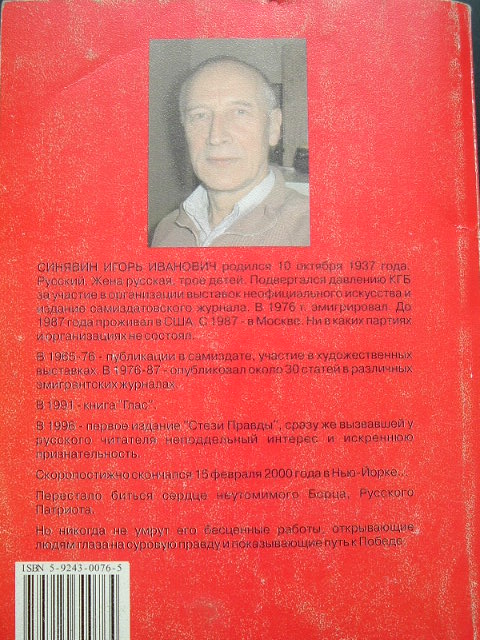 СИНЯВИН ИГОРЬ ИВАНОВИЧ родился 10 октября 1937 года.
Русский. Жена русская, трое детей. Подвергался давлению КГБ
за участие в организации выставок неофициального искусства и
издание самиздатовского журнала. В 1976 г. эмигрировал. До
1987 года проживал в США. С 1987 - в Москве. Ни в каких партиях
и организациях не состоял.
В 1965-76 - публикации в самиздате, участие в художественных
выставках. В 1976-87 - опубликовал около 30 статей в различных
эмигрантских журналах.
В 1991 - книга "Глас".
В 1996 - первое издание "Стези Правды", сразу же вызвавшей у
русского читателя неподдельный интерес и искреннюю
признательность.
Скоропостижно скончался 15 февраля 2000 года в Нью-Йорке...
Перестало биться сердце неутомимого Борца, Русского
Патриота.
Но никогда не умрут его бесценные работы, открывающие
людям глаза на суровую правду и показывающие путь к Победе.
ISBN 5-9243-0076-5